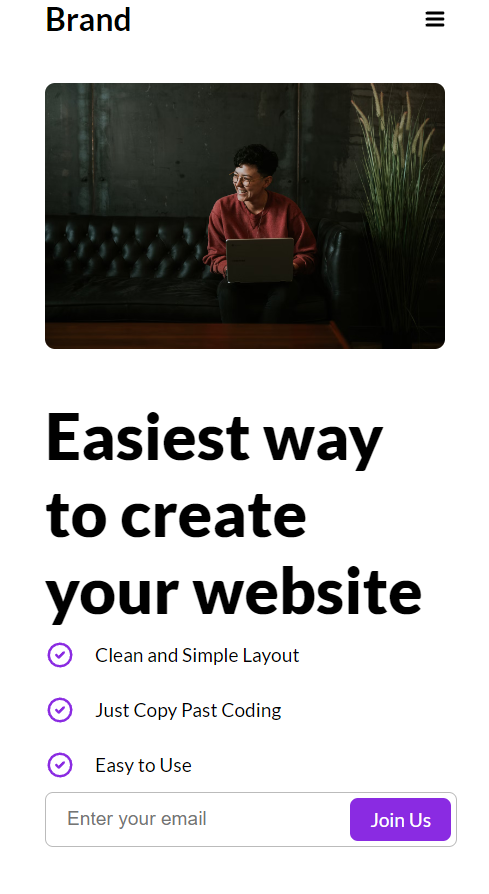 Brand
Easiest way
to create
your website
Clean and Simple Layout
Just Copy Past Coding
Easy to Use
Enter your email
Join Us